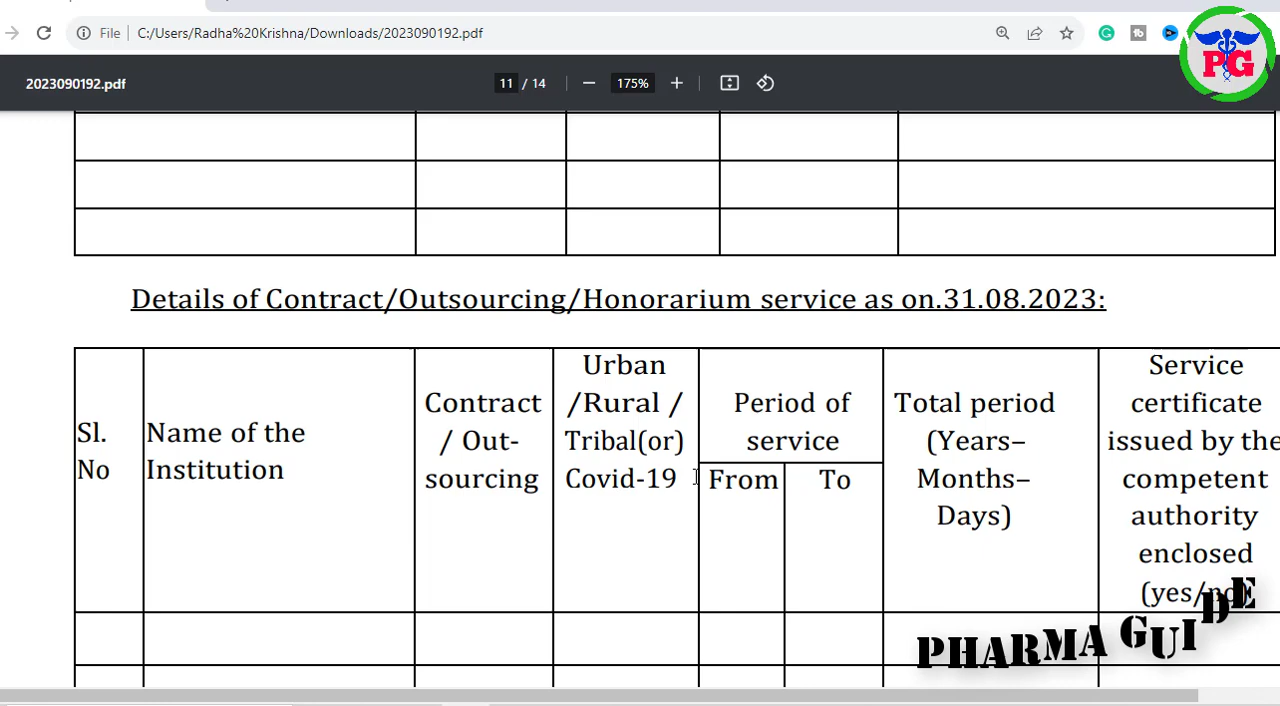 File
C:/Users/Radha%20Krishna/Downloads/2023090192.pdf
PG
2023090192.pdf
11 / 14
175%
Details of Contract/Outsourcing/Honorarium service as on.31.08.2023:
Sl.
No
Name of the
Institution
Contract
/ Out-
sourcing
Urban
/Rural /
Tribal(or)
Covid-19
Period of
service
From
To
Total period
(Years–
Months–
Days)
Service
certificate
issued by the
competent
authority
enclosed
(yes/no)
PHARMA GUIDE